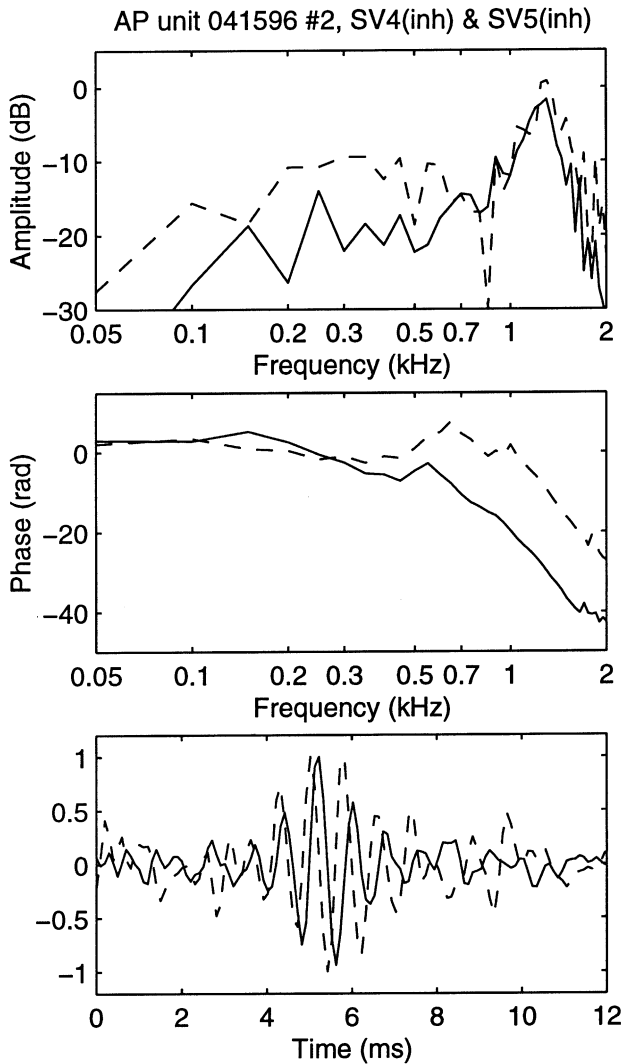 AP unit 041596 #2, SV4(inh) & SV5(inh)
Amplitude (dB)
0
−10
−20
−30
0.05 0.1 0.2 0.3 0.5 0.7 1 2
Frequency (kHz)
Phase (rad)
0
−20
−40
0.05 0.1 0.2 0.3 0.5 0.7 1 2
Frequency (kHz)
1
0.5
0
−0.5
−1
0 2 4 6 8 10 12
Time (ms)